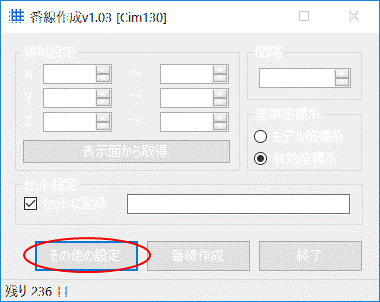 番線作成v1.03 [Cim130]
領域設定
間隔
X ～
Y ～
Z ～
表示面から取得
基準座標系
モデル座標系
有効座標系
セット設定
セットに登録
その他の設定 番線作成 終了
残り 236